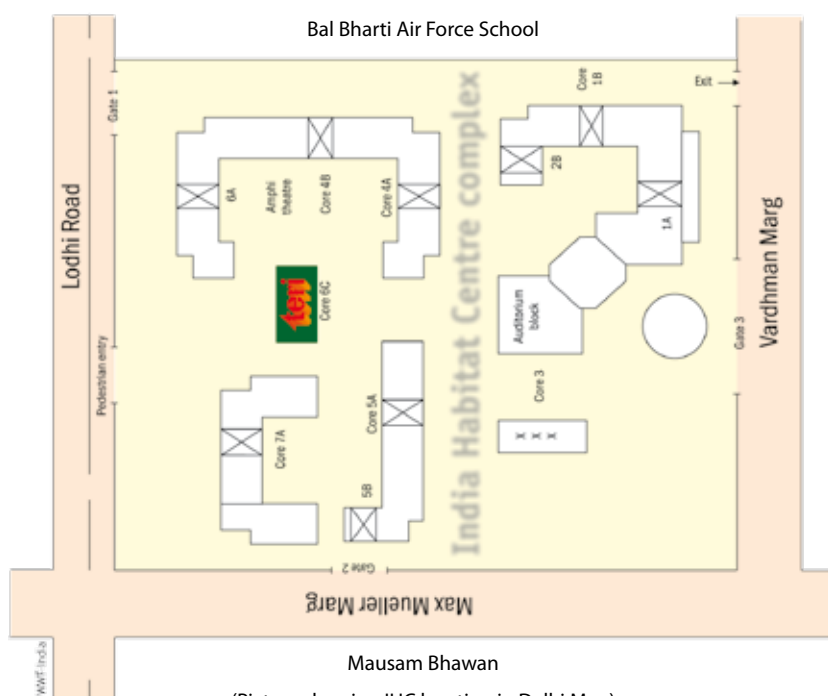 Bal Bharti Air Force School
Lodhi Road
Gate 1
Pedestrian entry
6A
Amphi
theatre
Core 4B
Core 4A
teri
Core 6C
Core 7A
Core 5A
5B
India Habitat Centre complex
Core
1B
2B
1A
Exit
Auditorium
block
Core 3
X X X
Gate 3
Vardhman Marg
Gate 2
Max Mueller Marg
WWF-India
Mausam Bhawan